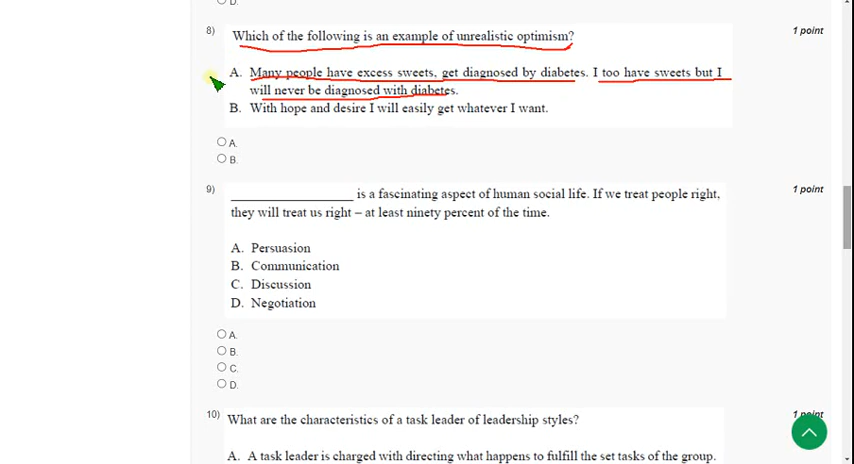 D.
8)
Which of the following is an example of unrealistic optimism?
1 point
A. Many people have excess sweets, get diagnosed by diabetes. I too have sweets but I
will never be diagnosed with diabetes.
B. With hope and desire I will easily get whatever I want.
A.
B.
9)
________________ is a fascinating aspect of human social life. If we treat people right,
1 point
they will treat us right – at least ninety percent of the time.
A. Persuasion
B. Communication
C. Discussion
D. Negotiation
A.
B.
C.
D.
10)
What are the characteristics of a task leader of leadership styles?
1 point
A. A task leader is charged with directing what happens to fulfill the set tasks of the group.